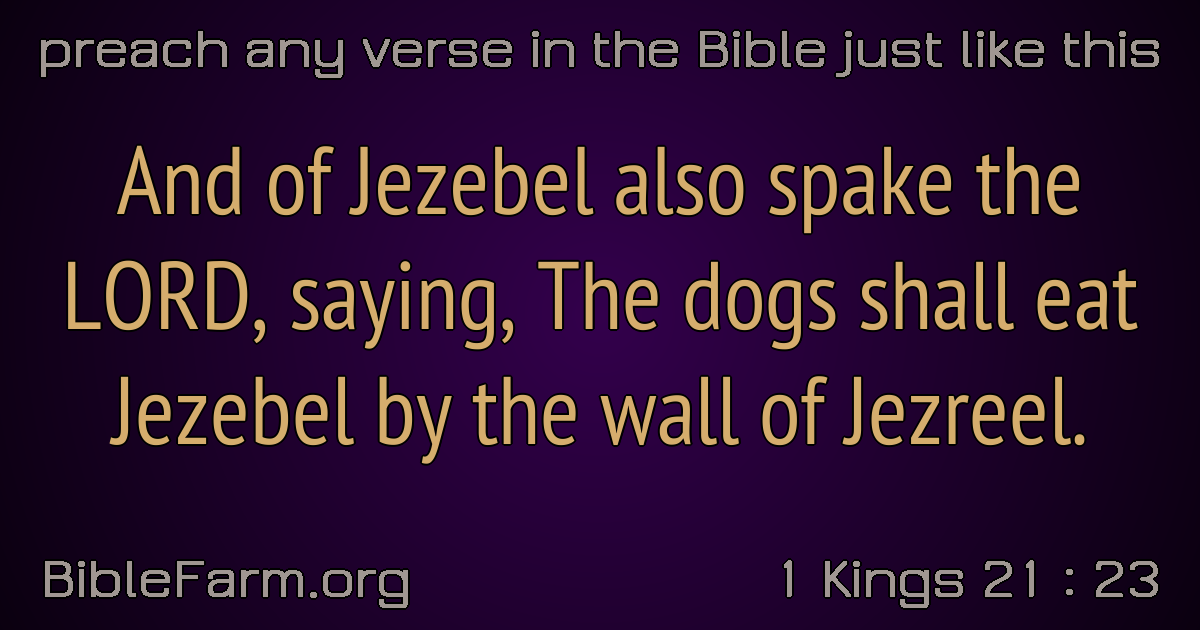 preach any verse in the Bible just like this
And of Jezebel also spake the
LORD, saying, The dogs shall eat
Jezebel by the wall of Jezreel.
BibleFarm.org
1 Kings 21 : 23